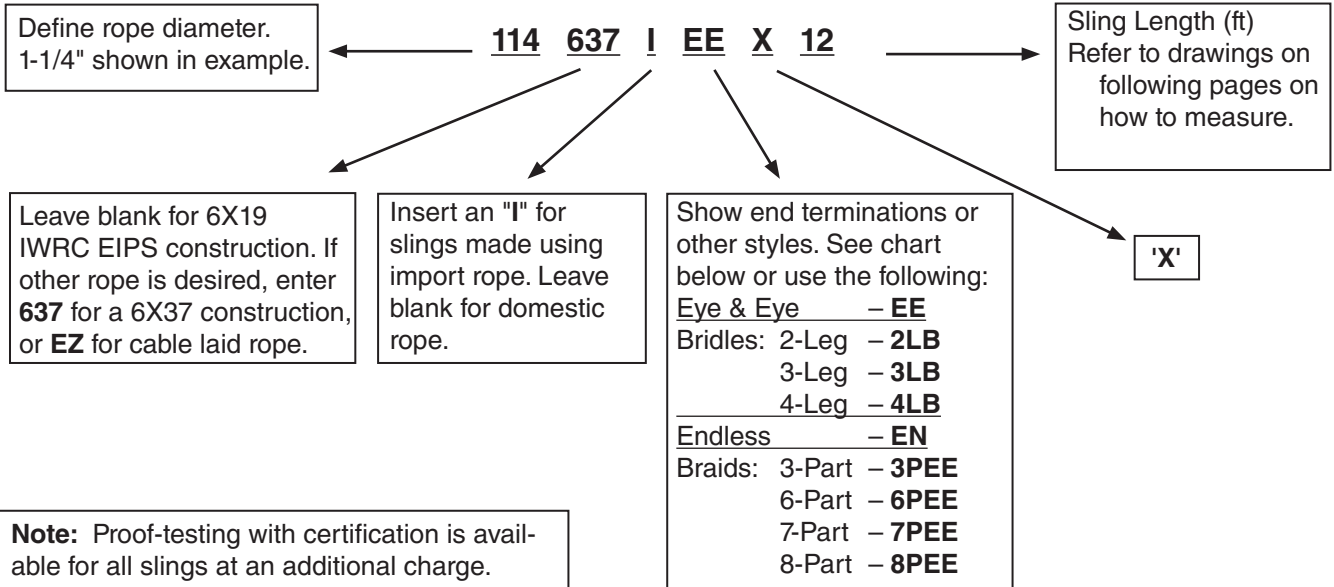 Define rope diameter.
1-1/4" shown in example.
114 637 I EE X 12
Sling Length (ft)
Refer to drawings on
following pages on
how to measure.
Leave blank for 6X19
IWRC EIPS construction. If
other rope is desired, enter
637 for a 6X37 construction,
or EZ for cable laid rope.
Insert an "I" for
slings made using
import rope. Leave
blank for domestic
rope.
Show end terminations or
other styles. See chart
below or use the following:
Eye & Eye – EE
Bridles: 2-Leg – 2LB
3-Leg – 3LB
4-Leg – 4LB
Endless – EN
Braids: 3-Part – 3PEE
6-Part – 6PEE
7-Part – 7PEE
8-Part – 8PEE
'X'
Note: Proof-testing with certification is avail-
able for all slings at an additional charge.